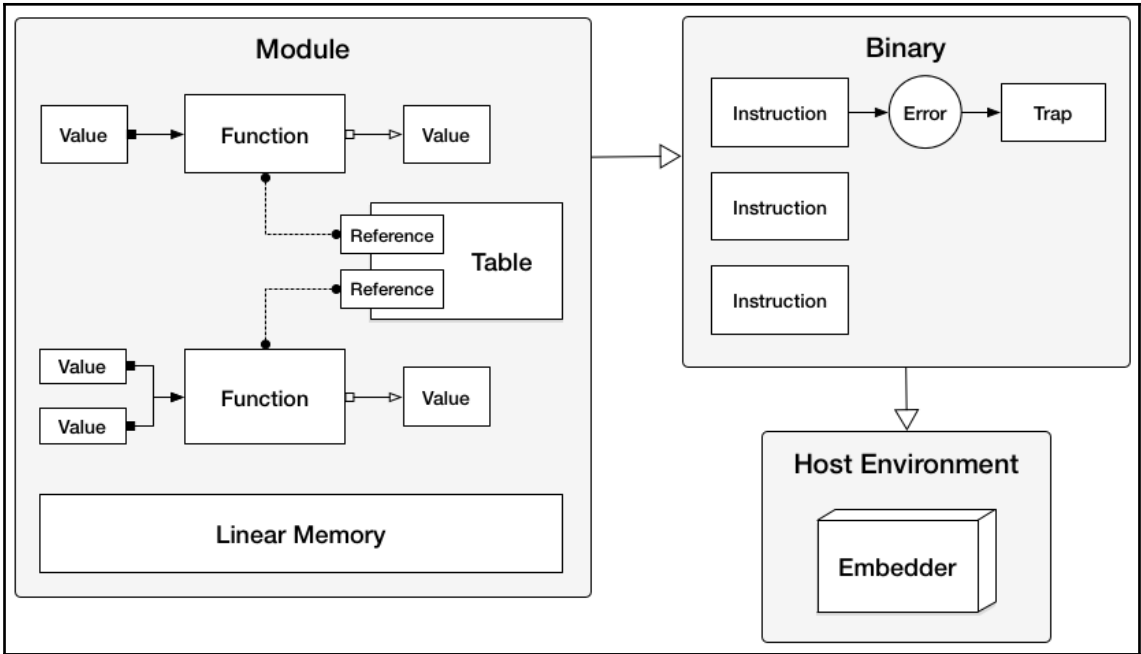 Module
Value
Function
Value
Reference
Table
Reference
Value
Value
Function
Value
Linear Memory
Binary
Instruction
Error
Trap
Instruction
Instruction
Host Environment
Embedder